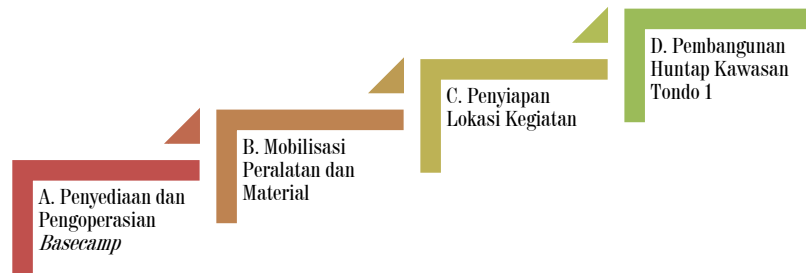 A. Penyediaan dan
Pengoperasian
Basecamp
B. Mobilisasi
Peralatan dan
Material
C. Penyiapan
Lokasi Kegiatan
D. Pembangunan
Huntap Kawasan
Tondo 1